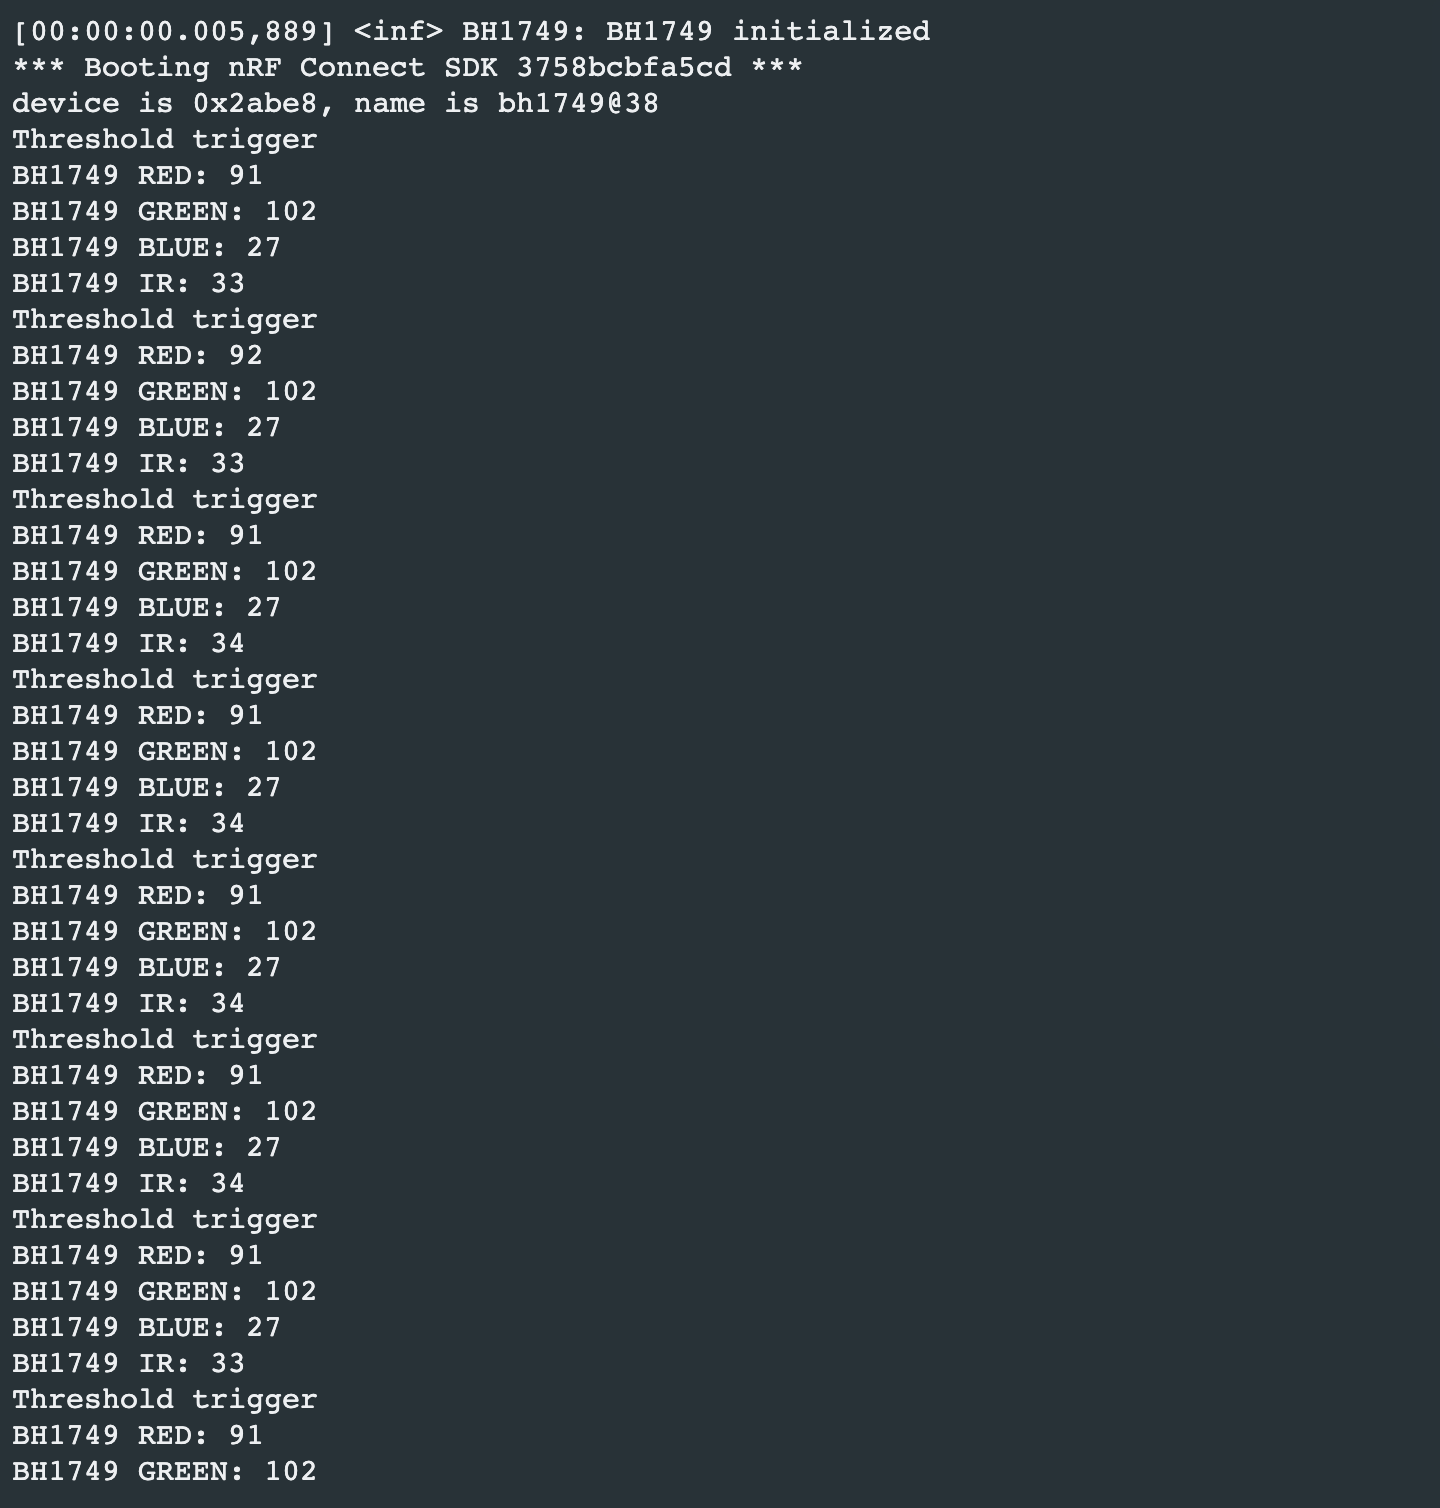 [00:00:00.005,889] <inf> BH1749: BH1749 initialized
*** Booting nRF Connect SDK 3758bcbfa5cd ***
device is 0x2abe8, name is bh1749@38
Threshold trigger
BH1749 RED: 91
BH1749 GREEN: 102
BH1749 BLUE: 27
BH1749 IR: 33
Threshold trigger
BH1749 RED: 92
BH1749 GREEN: 102
BH1749 BLUE: 27
BH1749 IR: 33
Threshold trigger
BH1749 RED: 91
BH1749 GREEN: 102
BH1749 BLUE: 27
BH1749 IR: 34
Threshold trigger
BH1749 RED: 91
BH1749 GREEN: 102
BH1749 BLUE: 27
BH1749 IR: 34
Threshold trigger
BH1749 RED: 91
BH1749 GREEN: 102
BH1749 BLUE: 27
BH1749 IR: 34
Threshold trigger
BH1749 RED: 91
BH1749 GREEN: 102
BH1749 BLUE: 27
BH1749 IR: 34
Threshold trigger
BH1749 RED: 91
BH1749 GREEN: 102
BH1749 BLUE: 27
BH1749 IR: 33
Threshold trigger
BH1749 RED: 91
BH1749 GREEN: 102